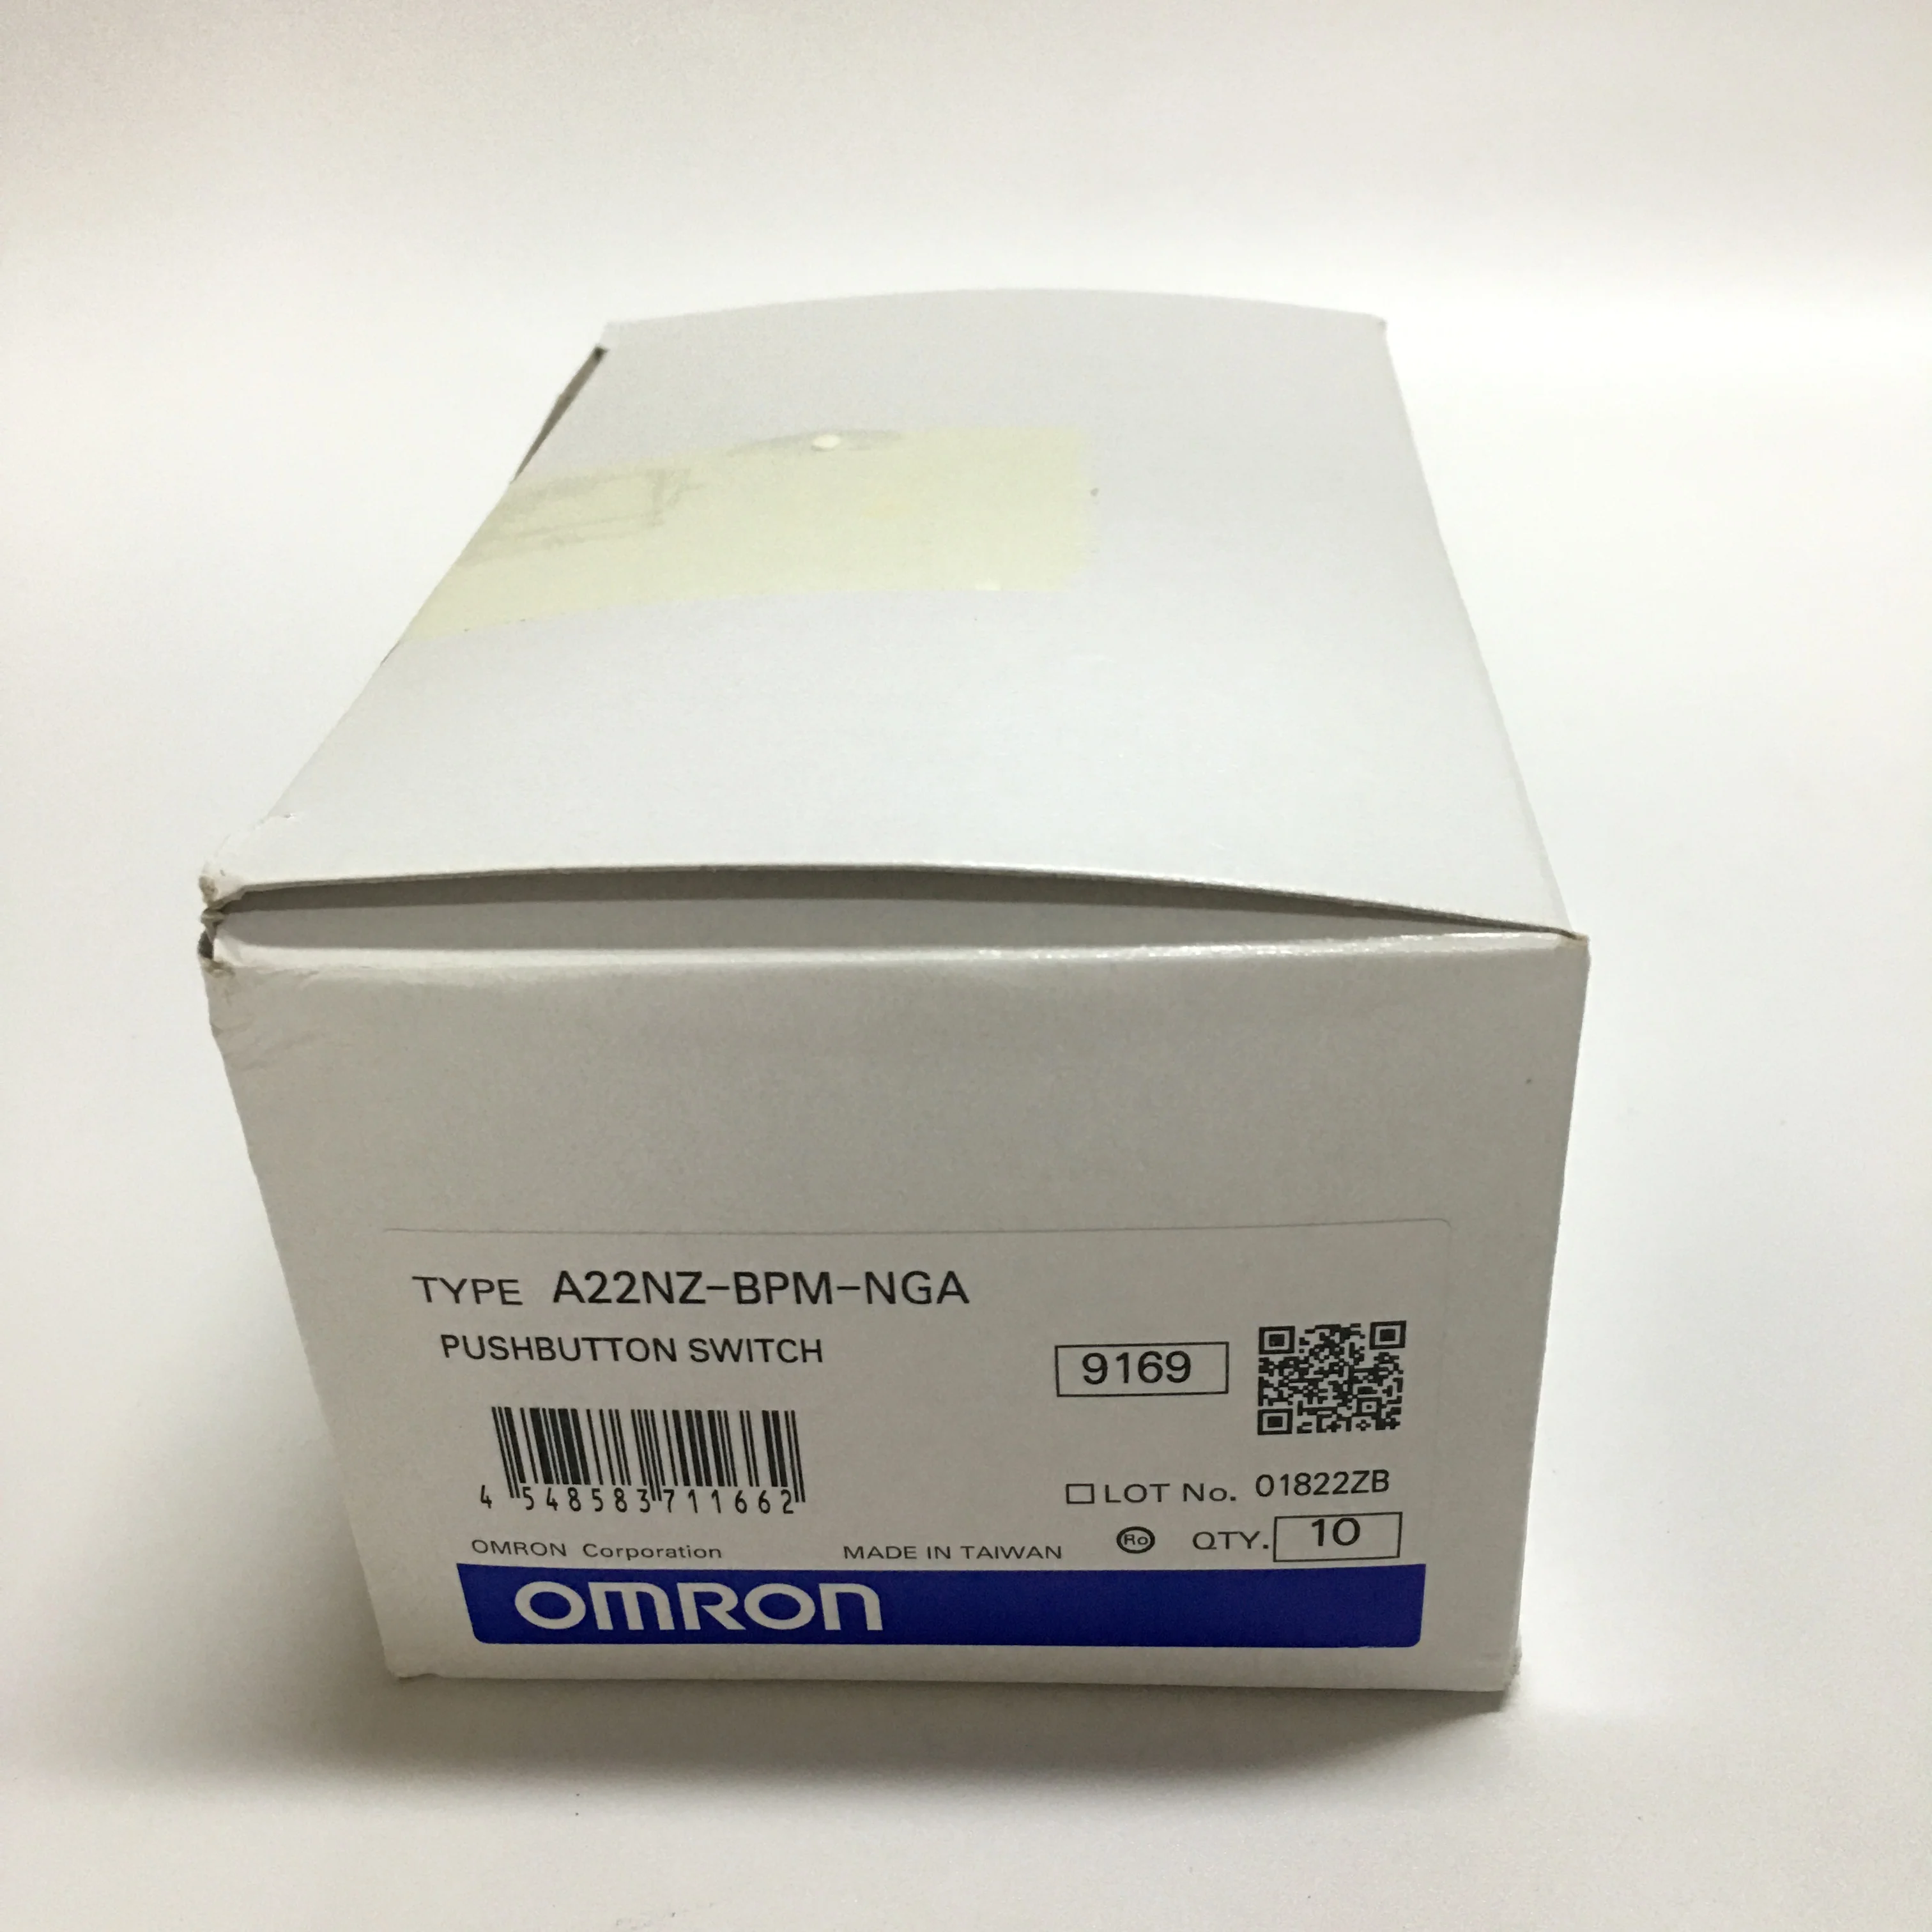 TYPE A22NZ-BPM-NGA
PUSHBUTTON SWITCH
9169
4 548583 711662
LOT No. 01822ZB
Ro QTY. 10
OMRON Corporation MADE IN TAIWAN
OMRON